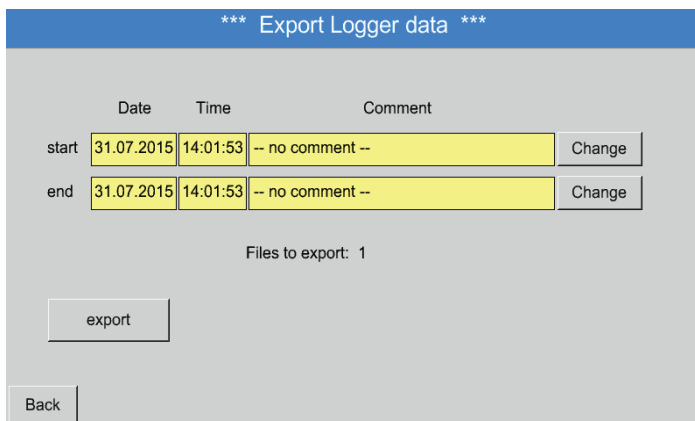 *** Export Logger data ***
Date Time Comment
start 31.07.2015 14:01:53 -- no comment -- Change
end 31.07.2015 14:01:53 -- no comment -- Change
Files to export: 1
export
Back